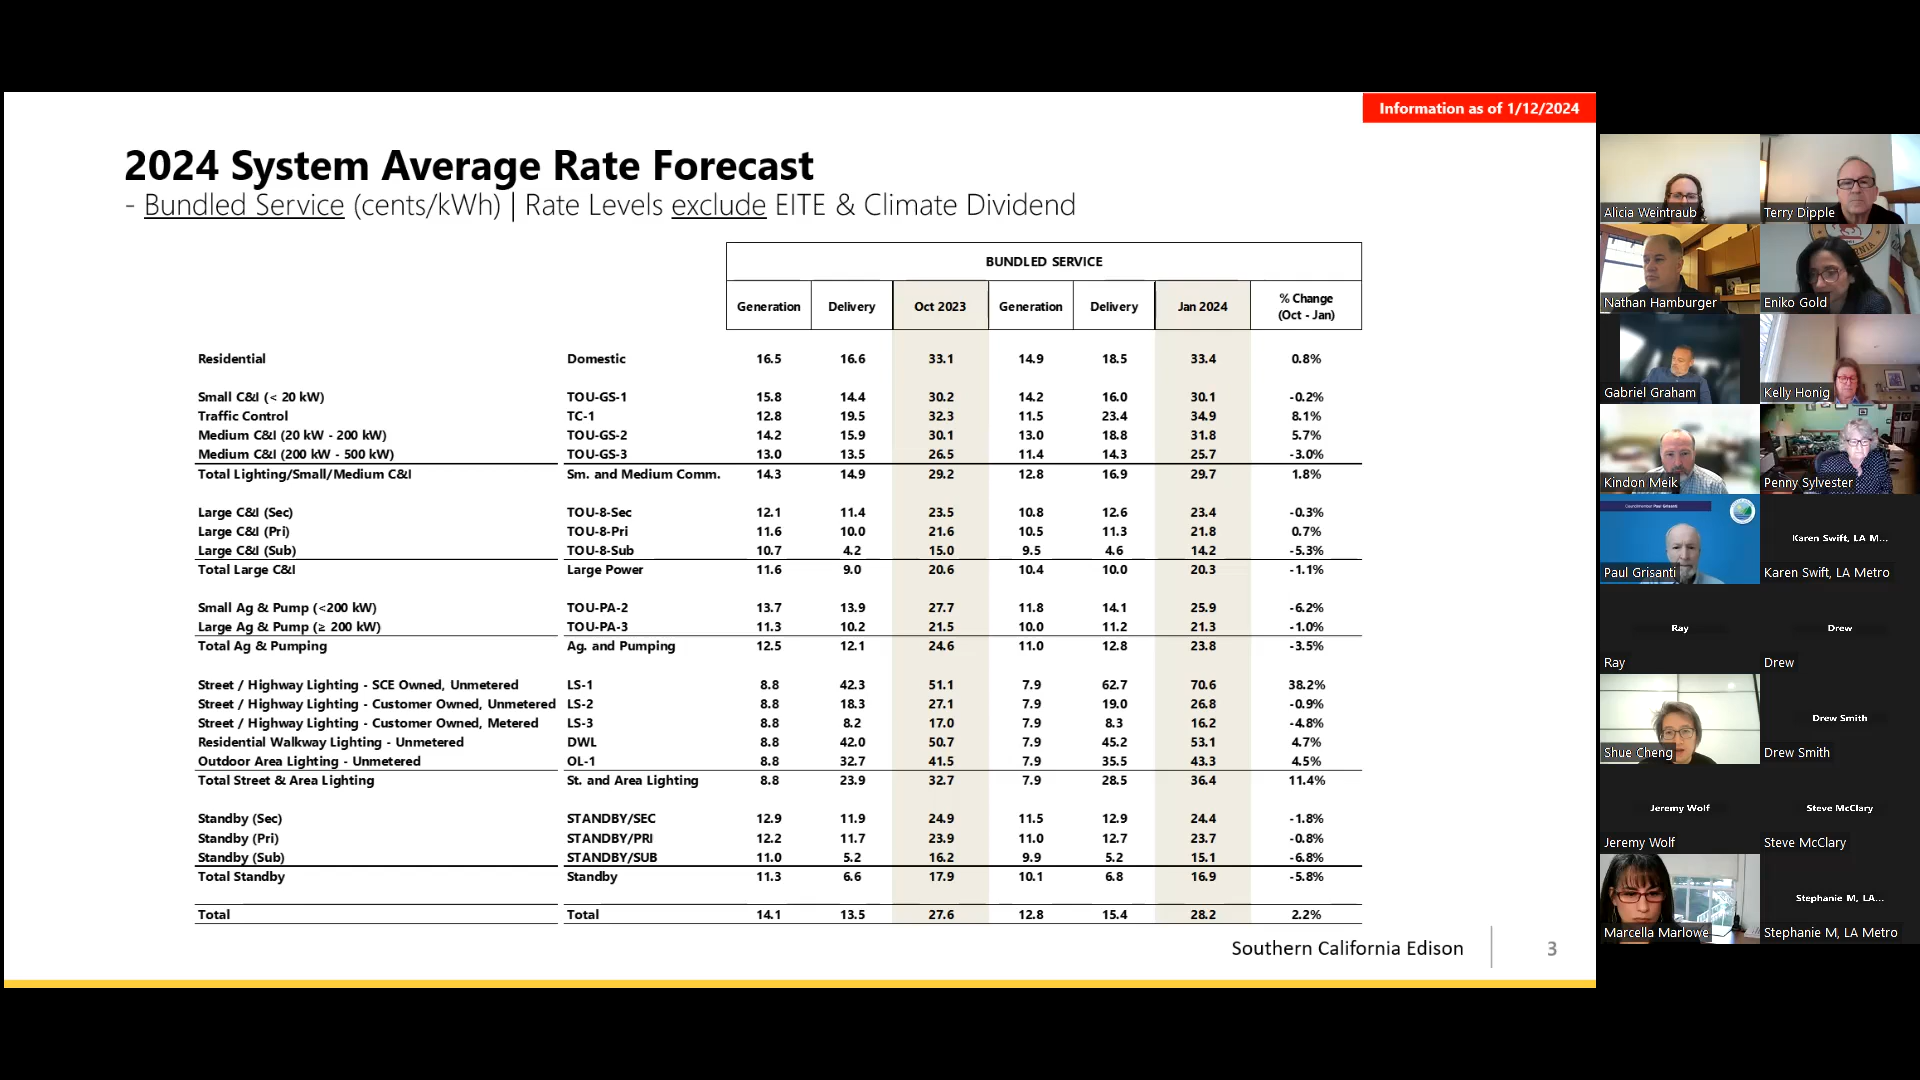 Information as of 1/12/2024
2024 System Average Rate Forecast
- Bundled Service (cents/kWh) | Rate Levels exclude EITE & Climate Dividend
BUNDLED SERVICE
Generation Delivery Oct 2023 Generation Delivery Jan 2024 % Change (Oct - Jan)
Residential Domestic 16.5 16.6 33.1 14.9 18.5 33.4 0.8%
Small C&I (< 20 kW) TOU-GS-1 15.8 14.4 30.2 14.2 16.0 30.1 -0.2%
Traffic Control TC-1 12.8 19.5 32.3 11.5 23.4 34.9 8.1%
Medium C&I (20 kW - 200 kW) TOU-GS-2 14.2 15.9 30.1 13.0 18.8 31.8 5.7%
Medium C&I (200 kW - 500 kW) TOU-GS-3 13.0 13.5 26.5 11.4 14.3 25.7 -3.0%
Total Lighting/Small/Medium C&I Sm. and Medium Comm. 14.3 14.9 29.2 12.8 16.9 29.7 1.8%
Large C&I (Sec) TOU-8-Sec 12.1 11.4 23.5 10.8 12.6 23.4 -0.3%
Large C&I (Pri) TOU-8-Pri 11.6 10.0 21.6 10.5 11.3 21.8 0.7%
Large C&I (Sub) TOU-8-Sub 10.7 4.2 15.0 9.5 4.6 14.2 -5.3%
Total Large C&I Large Power 11.6 9.0 20.6 10.4 10.0 20.3 -1.1%
Small Ag & Pump (<200 kW) TOU-PA-2 13.7 13.9 27.7 11.8 14.1 25.9 -6.2%
Large Ag & Pump (≥ 200 kW) TOU-PA-3 11.3 10.2 21.5 10.0 11.2 21.3 -1.0%
Total Ag & Pumping Ag. and Pumping 12.5 12.1 24.6 11.0 12.8 23.8 -3.5%
Street / Highway Lighting - SCE Owned, Unmetered LS-1 8.8 42.3 51.1 7.9 62.7 70.6 38.2%
Street / Highway Lighting - Customer Owned, Unmetered LS-2 8.8 18.3 27.1 7.9 19.0 26.8 -0.9%
Street / Highway Lighting - Customer Owned, Metered LS-3 8.8 8.2 17.0 7.9 8.3 16.2 -4.8%
Residential Walkway Lighting - Unmetered DWL 8.8 42.0 50.7 7.9 45.2 53.1 4.7%
Outdoor Area Lighting - Unmetered OL-1 8.8 32.7 41.5 7.9 35.5 43.3 4.5%
Total Street & Area Lighting St. and Area Lighting 8.8 23.9 32.7 7.9 28.5 36.4 11.4%
Standby (Sec) STANDBY/SEC 12.9 11.9 24.9 11.5 12.9 24.4 -1.8%
Standby (Pri) STANDBY/PRI 12.2 11.7 23.9 11.0 12.7 23.7 -0.8%
Standby (Sub) STANDBY/SUB 11.0 5.2 16.2 9.9 5.2 15.1 -6.8%
Total Standby Standby 11.3 6.6 17.9 10.1 6.8 16.9 -5.8%
Total Total 14.1 13.5 27.6 12.8 15.4 28.2 2.2%
Southern California Edison 3
Alicia Weintraub Terry Dipple
Nathan Hamburger Eniko Gold
Gabriel Graham Kelly Honig
Kindon Meik Penny Sylvester
Councilmember Paul Grisanti
Karen Swift, LA M...
Paul Grisanti Karen Swift, LA Metro
Ray Drew
Ray Drew
Drew Smith
Shue Cheng Drew Smith
Jeremy Wolf Steve McClary
Jeremy Wolf Steve McClary
Stephanie M, LA...
Marcella Marlowe Stephanie M, LA Metro